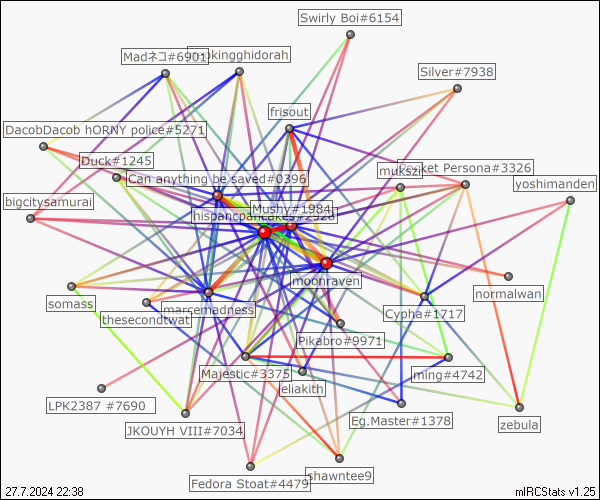 Swirly Boi#6154
Madネコ#6901
kingghidorah
Silver#7938
frisout
DacobDacob hORNY police#5271
Duck#1245
mukszi
ket Persona#3326
Can anything be saved#0396
yoshimanden
bigcitysamurai
Mushy#1984
hispancpancakes#2928
moonraven
normalwan
somass
marcemadness
thesecondtwat
Cypha#1717
Pikabro#9971
Majestic#3375
ming#4742
eliakith
LPK2387 #7690
JKOUYH VIII#7034
Eg.Master#1378
zebula
shawntee9
Fedora Stoat#4479
27.7.2024 22:38
mIRCStats v1.25